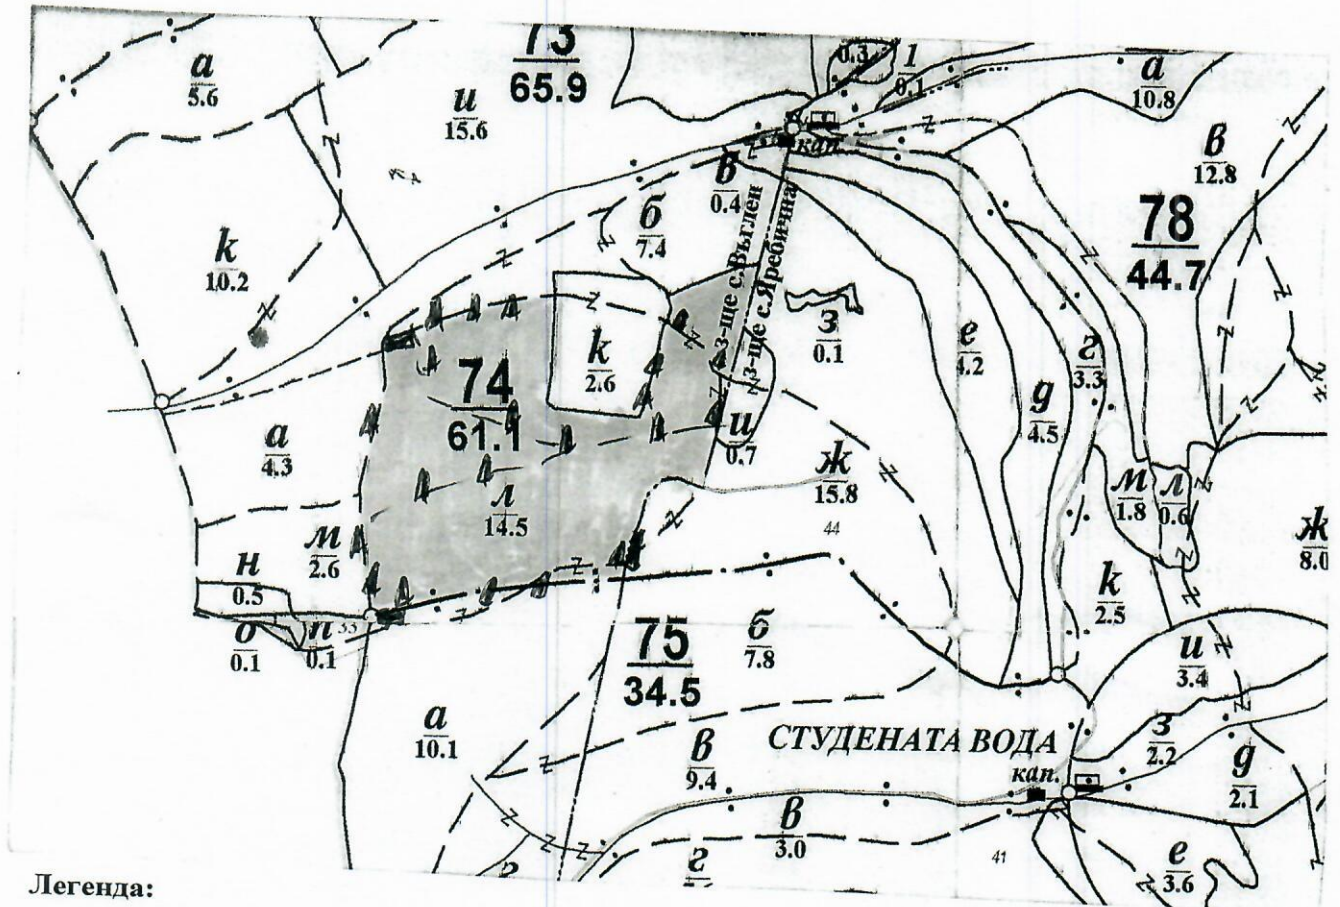 73
65.9
0.3
1
0.1
а
10.8
а
5.6
и
15.6
кап.
в
12.8
в
0.4
б
7.4
78
44.7
к
10.2
з-ще с.Въглен
з-ще с.Яребична
з
0.1
е
4.2
г
3.3
к
2.6
74
61.1
д
4.5
а
4.3
и
0.7
ж
15.8
44
м
1.8
л
0.6
л
14.5
м
2.6
ж
8.0
н
0.5
к
2.5
о
0.1
п
0.1
33
75
34.5
б
7.8
и
3.4
а
10.1
СТУДЕНАТА ВОДА
в
9.4
кап.
з
2.2
д
2.1
в
3.0
г
41
е
3.6
Легенда: